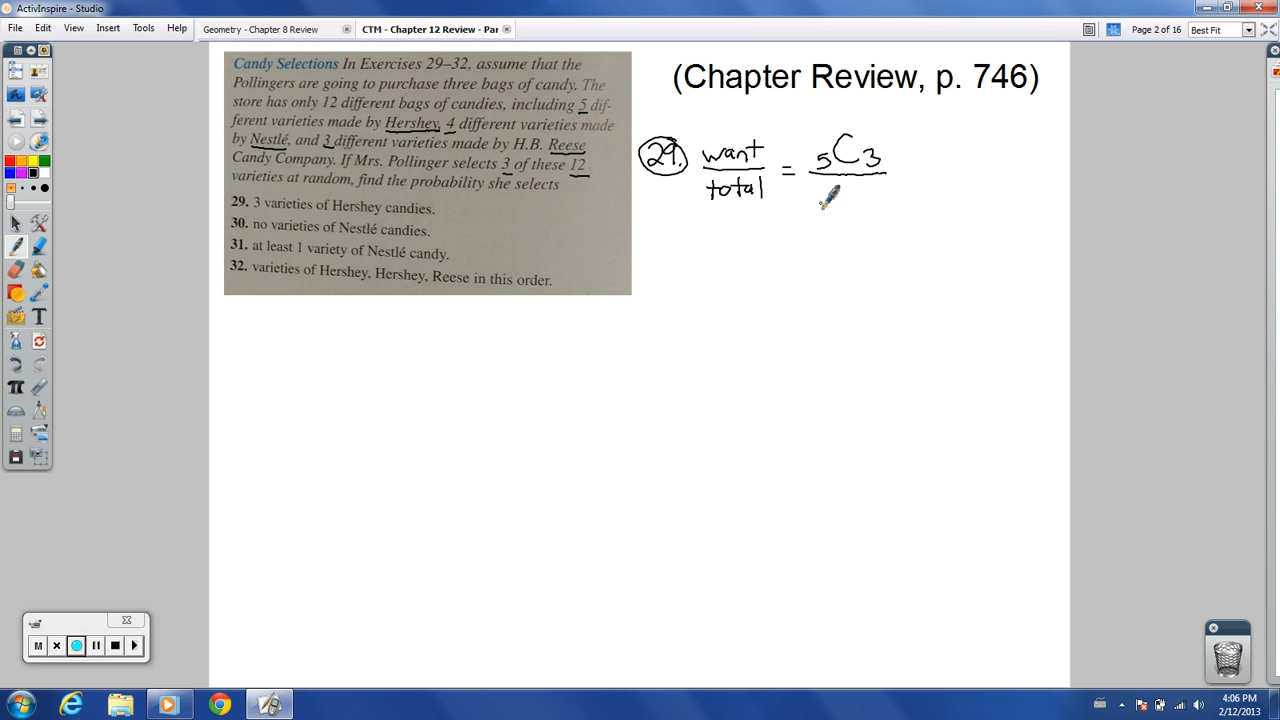 ActivInspire - Studio
File Edit View Insert Tools Help
Geometry - Chapter 8 Review
CTM - Chapter 12 Review - Par
Page 2 of 16
Best Fit
Candy Selections In Exercises 29–32, assume that the
Pollingers are going to purchase three bags of candy. The
store has only 12 different bags of candies, including 5 dif-
ferent varieties made by Hershey, 4 different varieties made
by Nestlé, and 3 different varieties made by H.B. Reese
Candy Company. If Mrs. Pollinger selects 3 of these 12
varieties at random, find the probability she selects
29. 3 varieties of Hershey candies.
30. no varieties of Nestlé candies.
31. at least 1 variety of Nestlé candy.
32. varieties of Hershey, Hershey, Reese in this order.
(Chapter Review, p. 746)
29. want = 5C3
total
M
4:06 PM
2/12/2013